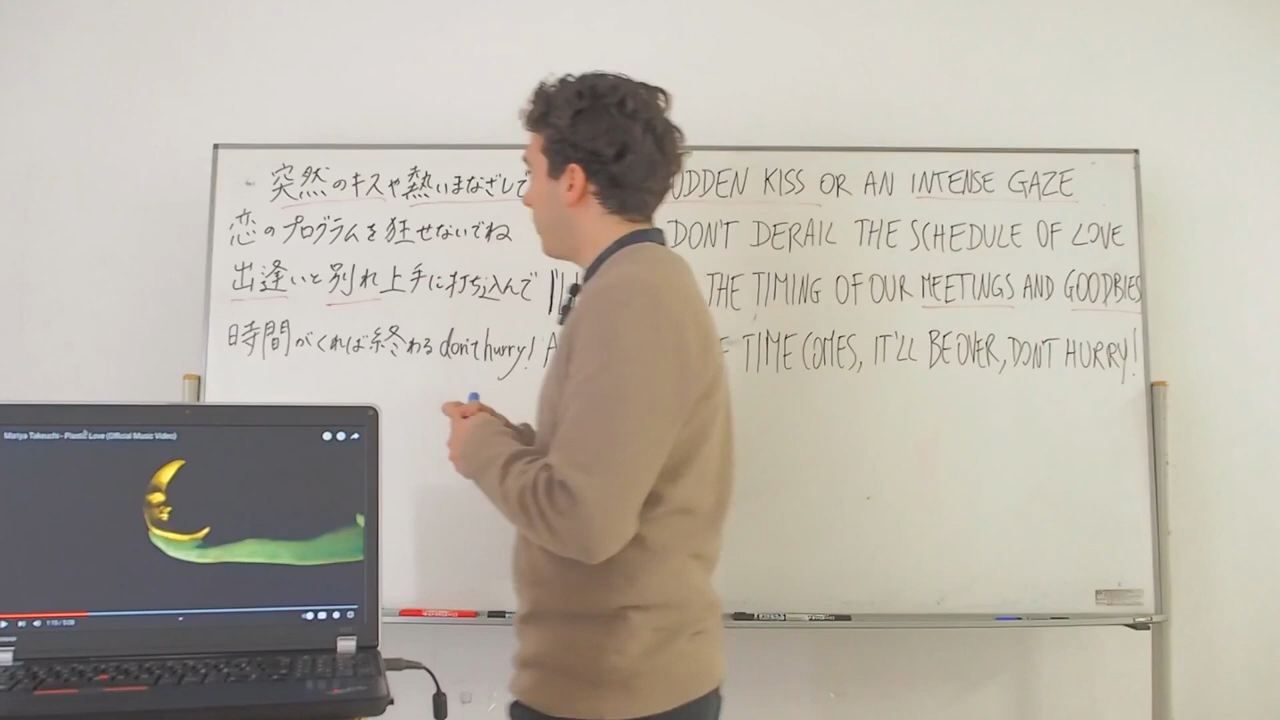 突然のキスや熱いまなざしで UDDEN KISS OR AN INTENSE GAZE
恋のプログラムを狂せないでね DON'T DERAIL THE SCHEDULE OF LOVE
出逢いと別れ上手に打ち込んで I'LL THE TIMING OF OUR MEETINGS AND GOODBIES
時間がくれば終わる don't hurry! TIME COMES, IT'LL BE OVER, DON'T HURRY!
Mariya Takeuchi - Plastic Love (Official Music Video)